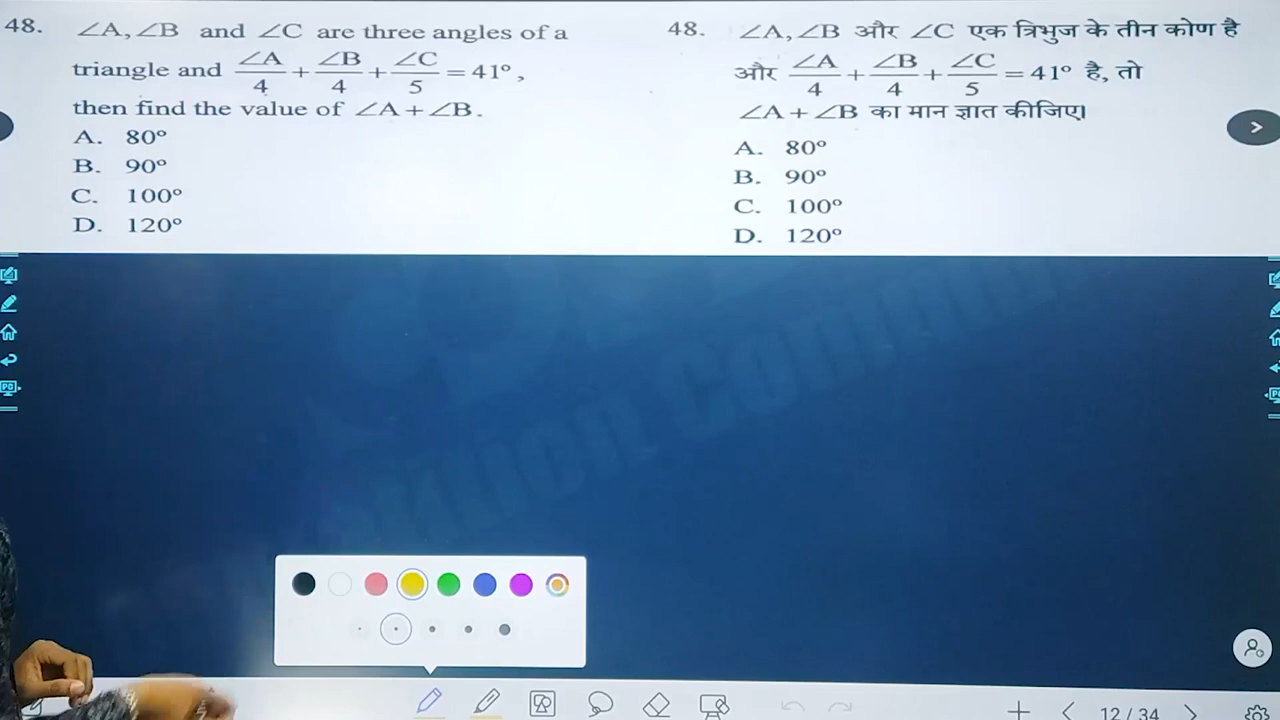 48. ∠A, ∠B and ∠C are three angles of a
triangle and ∠A/4 + ∠B/4 + ∠C/5 = 41°,
then find the value of ∠A + ∠B.
A. 80°
B. 90°
C. 100°
D. 120°
48. ∠A, ∠B और ∠C एक त्रिभुज के तीन कोण है
और ∠A/4 + ∠B/4 + ∠C/5 = 41° है, तो
∠A + ∠B का मान ज्ञात कीजिए।
A. 80°
B. 90°
C. 100°
D. 120°
12 / 34